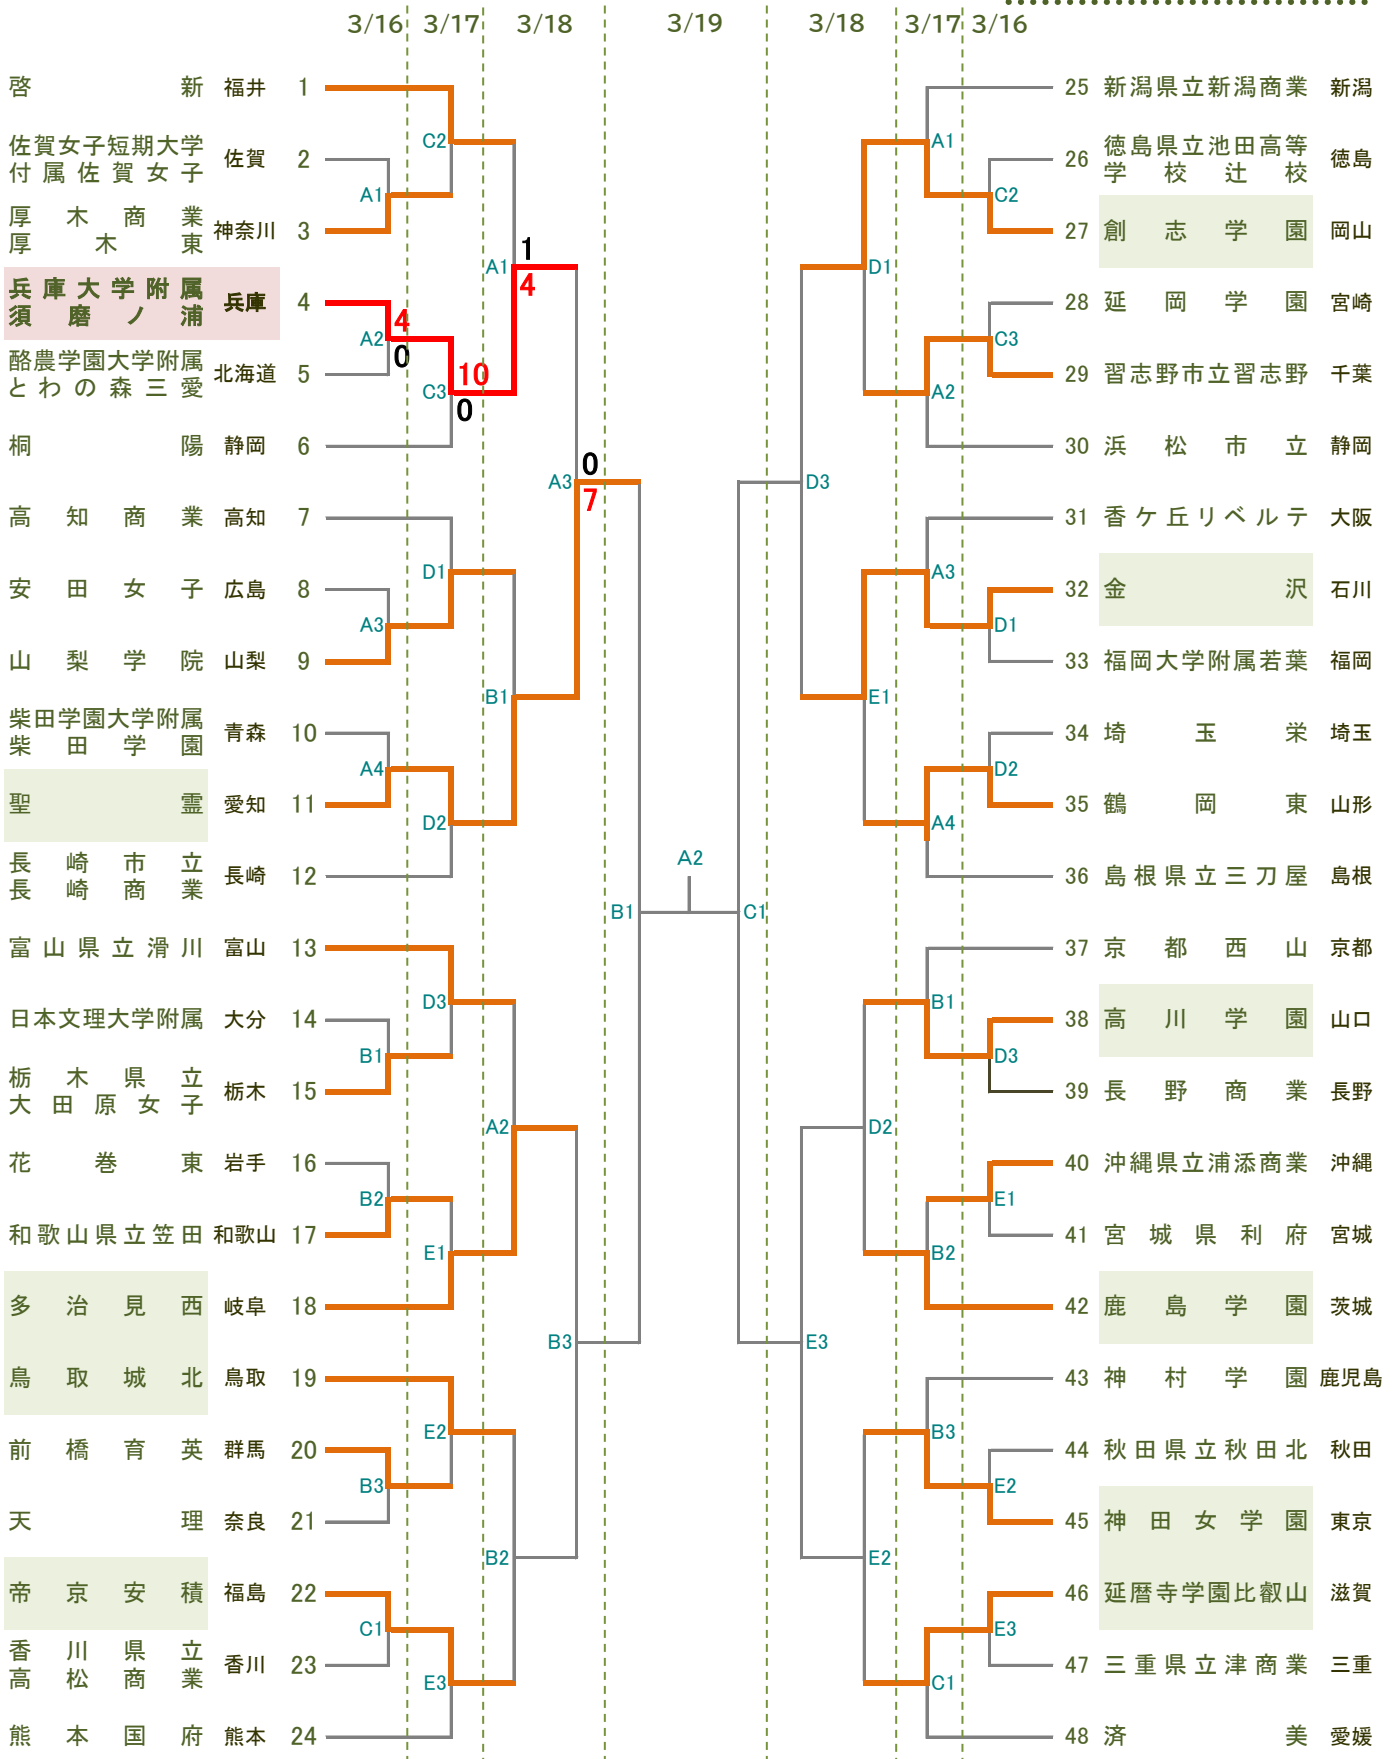 3/16 3/17 3/18 3/19 3/18 3/17 3/16
啓新 福井 1
C2
佐賀女子短期大学
付属佐賀女子 佐賀 2
A1
厚木商業
厚木東 神奈川 3
A1 1
4
兵庫大学附属
須磨ノ浦 兵庫 4
A2 4
0
酪農学園大学附属
とわの森三愛 北海道 5
C3 10
0
桐陽 静岡 6
A3 0
7
高知商業 高知 7
D1
安田女子 広島 8
A3
山梨学院 山梨 9
B1
柴田学園大学附属
柴田学園 青森 10
A4
聖霊 愛知 11
D2
長崎市立
長崎商業 長崎 12
B1 A2 C1
富山県立滑川 富山 13
D3
日本文理大学附属 大分 14
B1
栃木県立
大田原女子 栃木 15
A2
花巻東 岩手 16
B2
和歌山県立笠田 和歌山 17
E1
多治見西 岐阜 18
B3
鳥取城北 鳥取 19
E2
前橋育英 群馬 20
B3
天理 奈良 21
B2
帝京安積 福島 22
C1
香川県立
高松商業 香川 23
E3
熊本国府 熊本 24
25 新潟県立新潟商業 新潟
A1
26 徳島県立池田高等
学校辻校 徳島
C2
27 創志学園 岡山
D1
28 延岡学園 宮崎
C3
29 習志野市立習志野 千葉
A2
30 浜松市立 静岡
D3
31 香ケ丘リベルテ 大阪
A3
32 金沢 石川
D1
33 福岡大学附属若葉 福岡
E1
34 埼玉栄 埼玉
D2
35 鶴岡東 山形
A4
36 島根県立三刀屋 島根
37 京都西山 京都
B1
38 高川学園 山口
D3
39 長野商業 長野
D2
40 沖縄県立浦添商業 沖縄
E1
41 宮城県利府 宮城
B2
42 鹿島学園 茨城
E3
43 神村学園 鹿児島
B3
44 秋田県立秋田北 秋田
E2
45 神田女学園 東京
E2
46 延暦寺学園比叡山 滋賀
E3
47 三重県立津商業 三重
C1
48 済美 愛媛